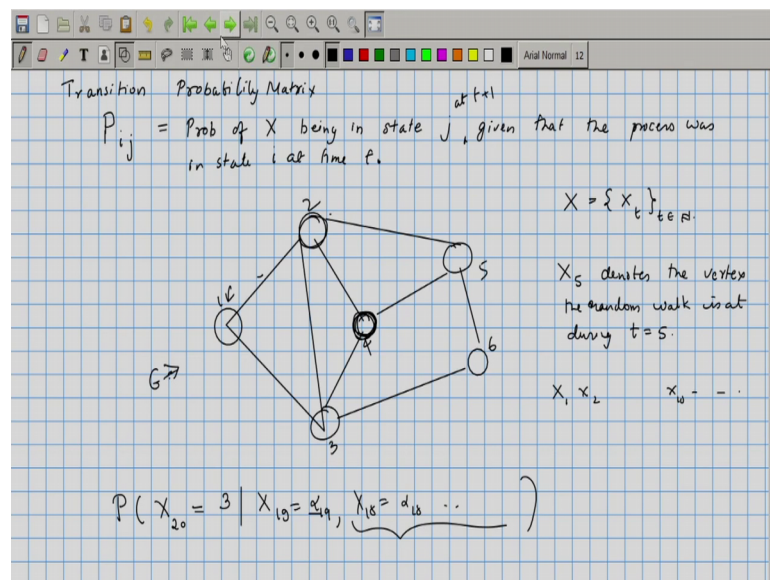 Arial Normal 12
Transition Probability Matrix
at t+1
P_ij = Prob of X being in state j, given that the process was
in state i at time t.
X = {X_t}_t∈N.
X_5 denotes the vertex
the random walk is at
during t = 5.
X_1 X_2 X_10 - - .
1
2
3
4
5
6
G
P( X_20 = 3 | X_19 = α_19, X_18 = α_18 .. )